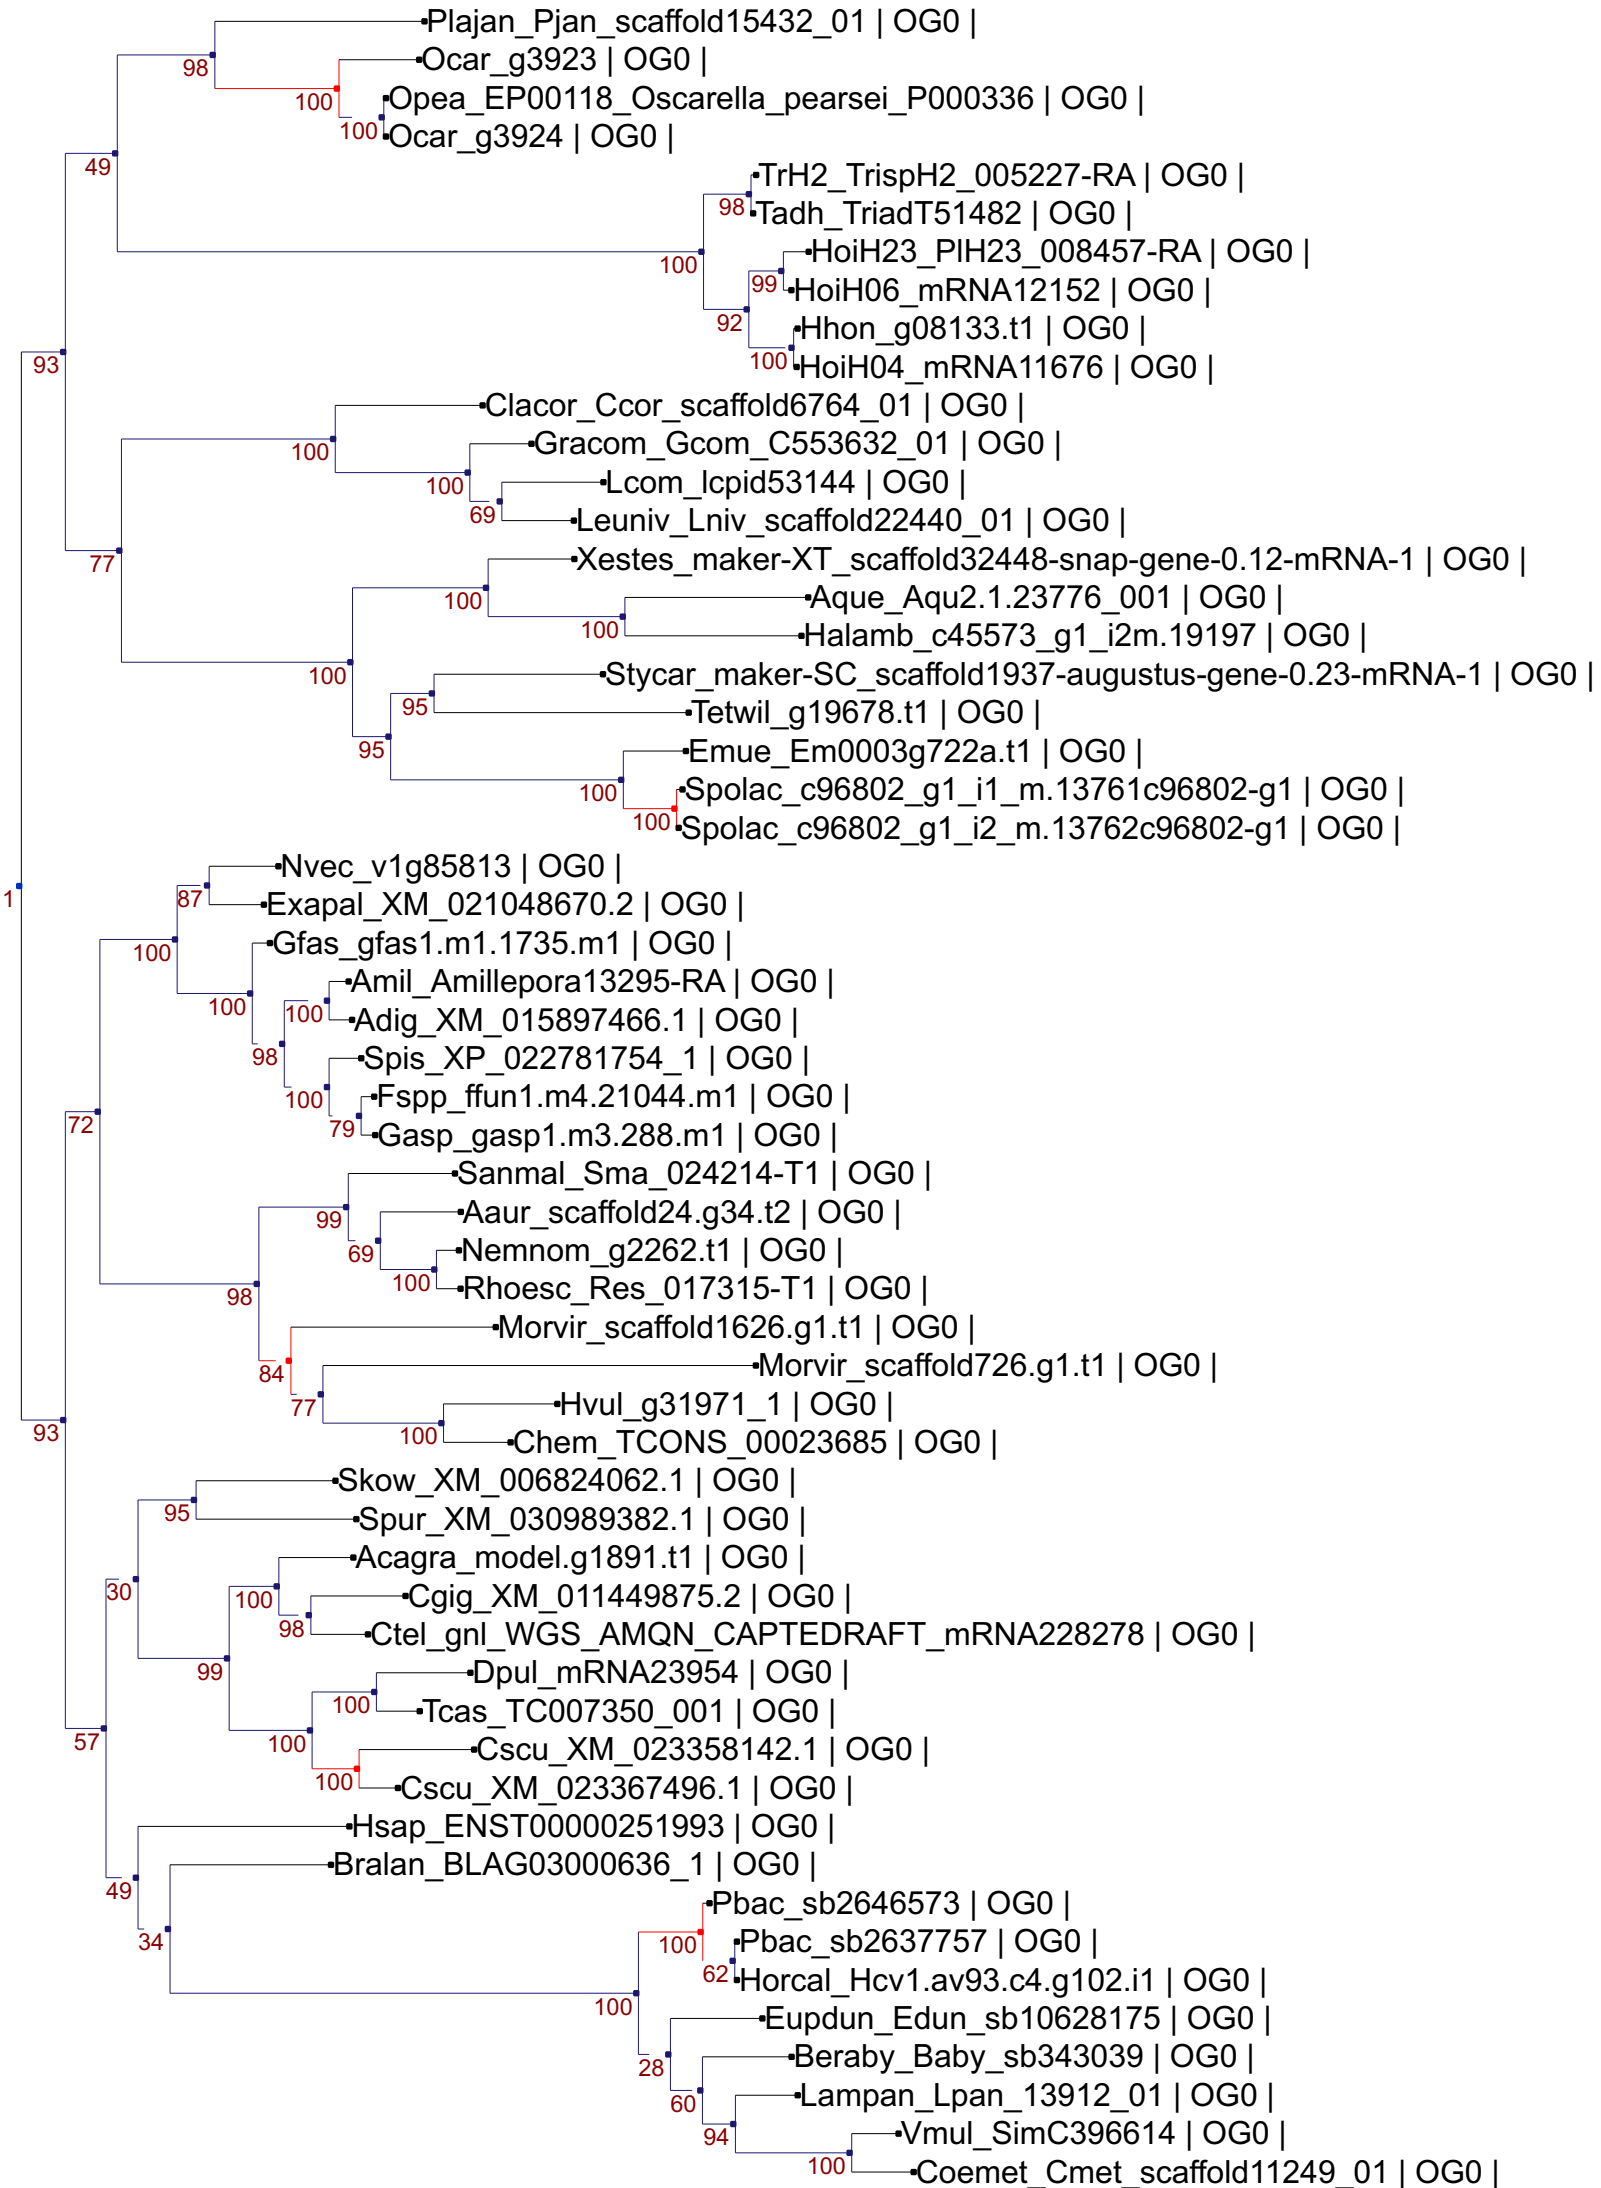 Plajan_Pjan_scaffold15432_01 | OG0 |
Ocar_g3923 | OG0 |
98
Opea_EP00118_Oscarella_pearsei_P000336 | OG0 |
100
100
Ocar_g3924 | OG0 |
49
TrH2_TrispH2_005227-RA | OG0 |
98
Tadh_TriadT51482 | OG0 |
HoiH23_PlH23_008457-RA | OG0 |
100
99
HoiH06_mRNA12152 | OG0 |
92
Hhon_g08133.t1 | OG0 |
93
100
HoiH04_mRNA11676 | OG0 |
Clacor_Ccor_scaffold6764_01 | OG0 |
100
Gracom_Gcom_C553632_01 | OG0 |
100
Lcom_lcpid53144 | OG0 |
69
Leuniv_Lniv_scaffold22440_01 | OG0 |
77
Xestes_maker-XT_scaffold32448-snap-gene-0.12-mRNA-1 | OG0 |
100
Aque_Aqu2.1.23776_001 | OG0 |
100
Halamb_c45573_g1_i2m.19197 | OG0 |
100
Stycar_maker-SC_scaffold1937-augustus-gene-0.23-mRNA-1 | OG0 |
95
Tetwil_g19678.t1 | OG0 |
95
Emue_Em0003g722a.t1 | OG0 |
100
Spolac_c96802_g1_i1_m.13761c96802-g1 | OG0 |
100
Spolac_c96802_g1_i2_m.13762c96802-g1 | OG0 |
Nvec_v1g85813 | OG0 |
1
87
Exapal_XM_021048670.2 | OG0 |
100
Gfas_gfas1.m1.1735.m1 | OG0 |
Amil_Amillepora13295-RA | OG0 |
100
100
Adig_XM_015897466.1 | OG0 |
98
Spis_XP_022781754_1 | OG0 |
100
Fspp_ffun1.m4.21044.m1 | OG0 |
72
79
Gasp_gasp1.m3.288.m1 | OG0 |
Sanmal_Sma_024214-T1 | OG0 |
99
Aaur_scaffold24.g34.t2 | OG0 |
69
Nemnom_g2262.t1 | OG0 |
100
Rhoesc_Res_017315-T1 | OG0 |
98
Morvir_scaffold1626.g1.t1 | OG0 |
84
Morvir_scaffold726.g1.t1 | OG0 |
77
Hvul_g31971_1 | OG0 |
93
100
Chem_TCONS_00023685 | OG0 |
Skow_XM_006824062.1 | OG0 |
95
Spur_XM_030989382.1 | OG0 |
Acagra_model.g1891.t1 | OG0 |
30
100
Cgig_XM_011449875.2 | OG0 |
98
Ctel_gnl_WGS_AMQN_CAPTEDRAFT_mRNA228278 | OG0 |
99
Dpul_mRNA23954 | OG0 |
100
Tcas_TC007350_001 | OG0 |
57
100
Cscu_XM_023358142.1 | OG0 |
100
Cscu_XM_023367496.1 | OG0 |
Hsap_ENST00000251993 | OG0 |
Bralan_BLAG03000636_1 | OG0 |
49
Pbac_sb2646573 | OG0 |
34
100
Pbac_sb2637757 | OG0 |
62
Horcal_Hcv1.av93.c4.g102.i1 | OG0 |
100
Eupdun_Edun_sb10628175 | OG0 |
28
Beraby_Baby_sb343039 | OG0 |
60
Lampan_Lpan_13912_01 | OG0 |
94
Vmul_SimC396614 | OG0 |
100
Coemet_Cmet_scaffold11249_01 | OG0 |